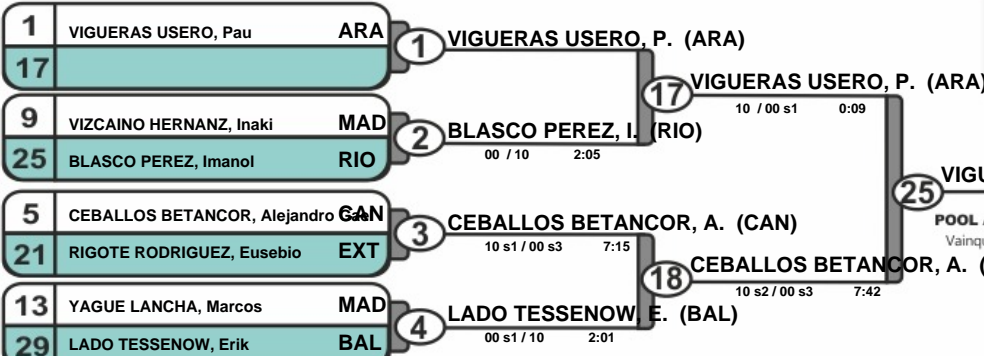 1 VIGUERAS USERO, Pau ARA
17
9 VIZCAINO HERNANZ, Inaki MAD
25 BLASCO PEREZ, Imanol RIO
5 CEBALLOS BETANCOR, Alejandro CAN
21 RIGOTE RODRIGUEZ, Eusebio EXT
13 YAGUE LANCHA, Marcos MAD
29 LADO TESSENOW, Erik BAL
1 VIGUERAS USERO, P. (ARA)
2 BLASCO PEREZ, I. (RIO)
00 / 10 2:05
3 CEBALLOS BETANCOR, A. (CAN)
10 s1 / 00 s3 7:15
4 LADO TESSENOW, E. (BAL)
00 s1 / 10 2:01
17 VIGUERAS USERO, P. (ARA)
10 / 00 s1 0:09
18 CEBALLOS BETANCOR, A. (
10 s2 / 00 s3 7:42
25 VIGU
POOL
Vainqu